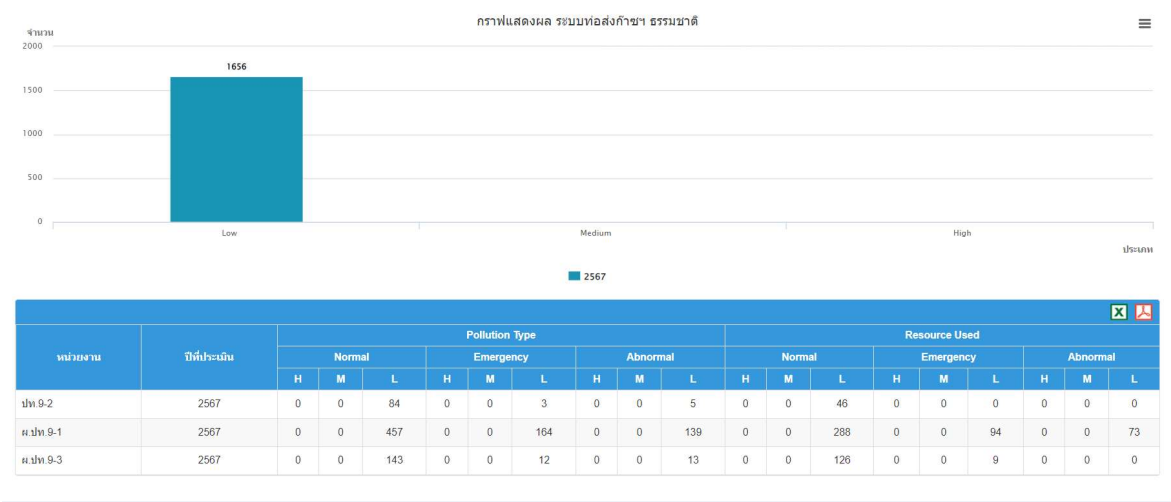 กราฟแสดงผล ระบบท่อส่งก๊าซฯ ธรรมชาติ
จำนวน
2000
1656
1500
1000
500
0
Low Medium High
ประเภท
2567
หน่วยงาน ปีที่ประเมิน Pollution Type Resource Used
Normal Emergency Abnormal Normal Emergency Abnormal
H M L H M L H M L H M L H M L H M L
ปท.9-2 2567 0 0 84 0 0 3 0 0 5 0 0 46 0 0 0 0 0 0
ผ.ปท.9-1 2567 0 0 457 0 0 164 0 0 139 0 0 288 0 0 94 0 0 73
ผ.ปท.9-3 2567 0 0 143 0 0 12 0 0 13 0 0 126 0 0 9 0 0 0